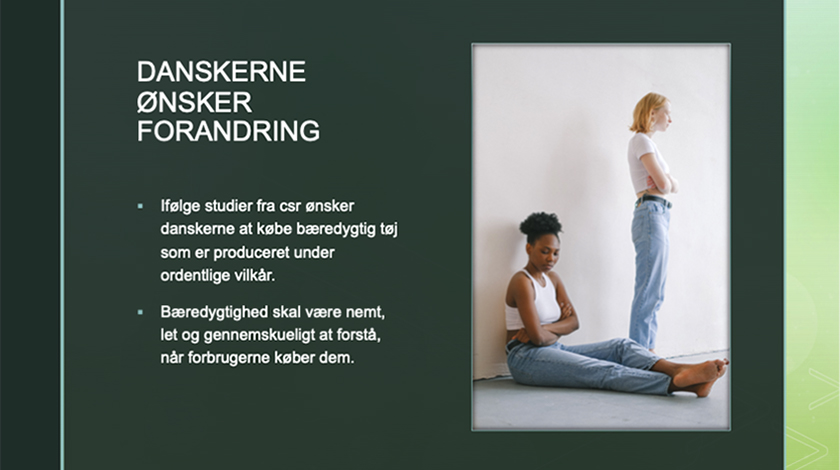 DANSKERNE
ØNSKER
FORANDRING
Ifølge studier fra csr ønsker
danskerne at købe bæredygtig tøj
som er produceret under
ordentlige vilkår.
Bæredygtighed skal være nemt,
let og gennemskueligt at forstå,
når forbrugerne køber dem.